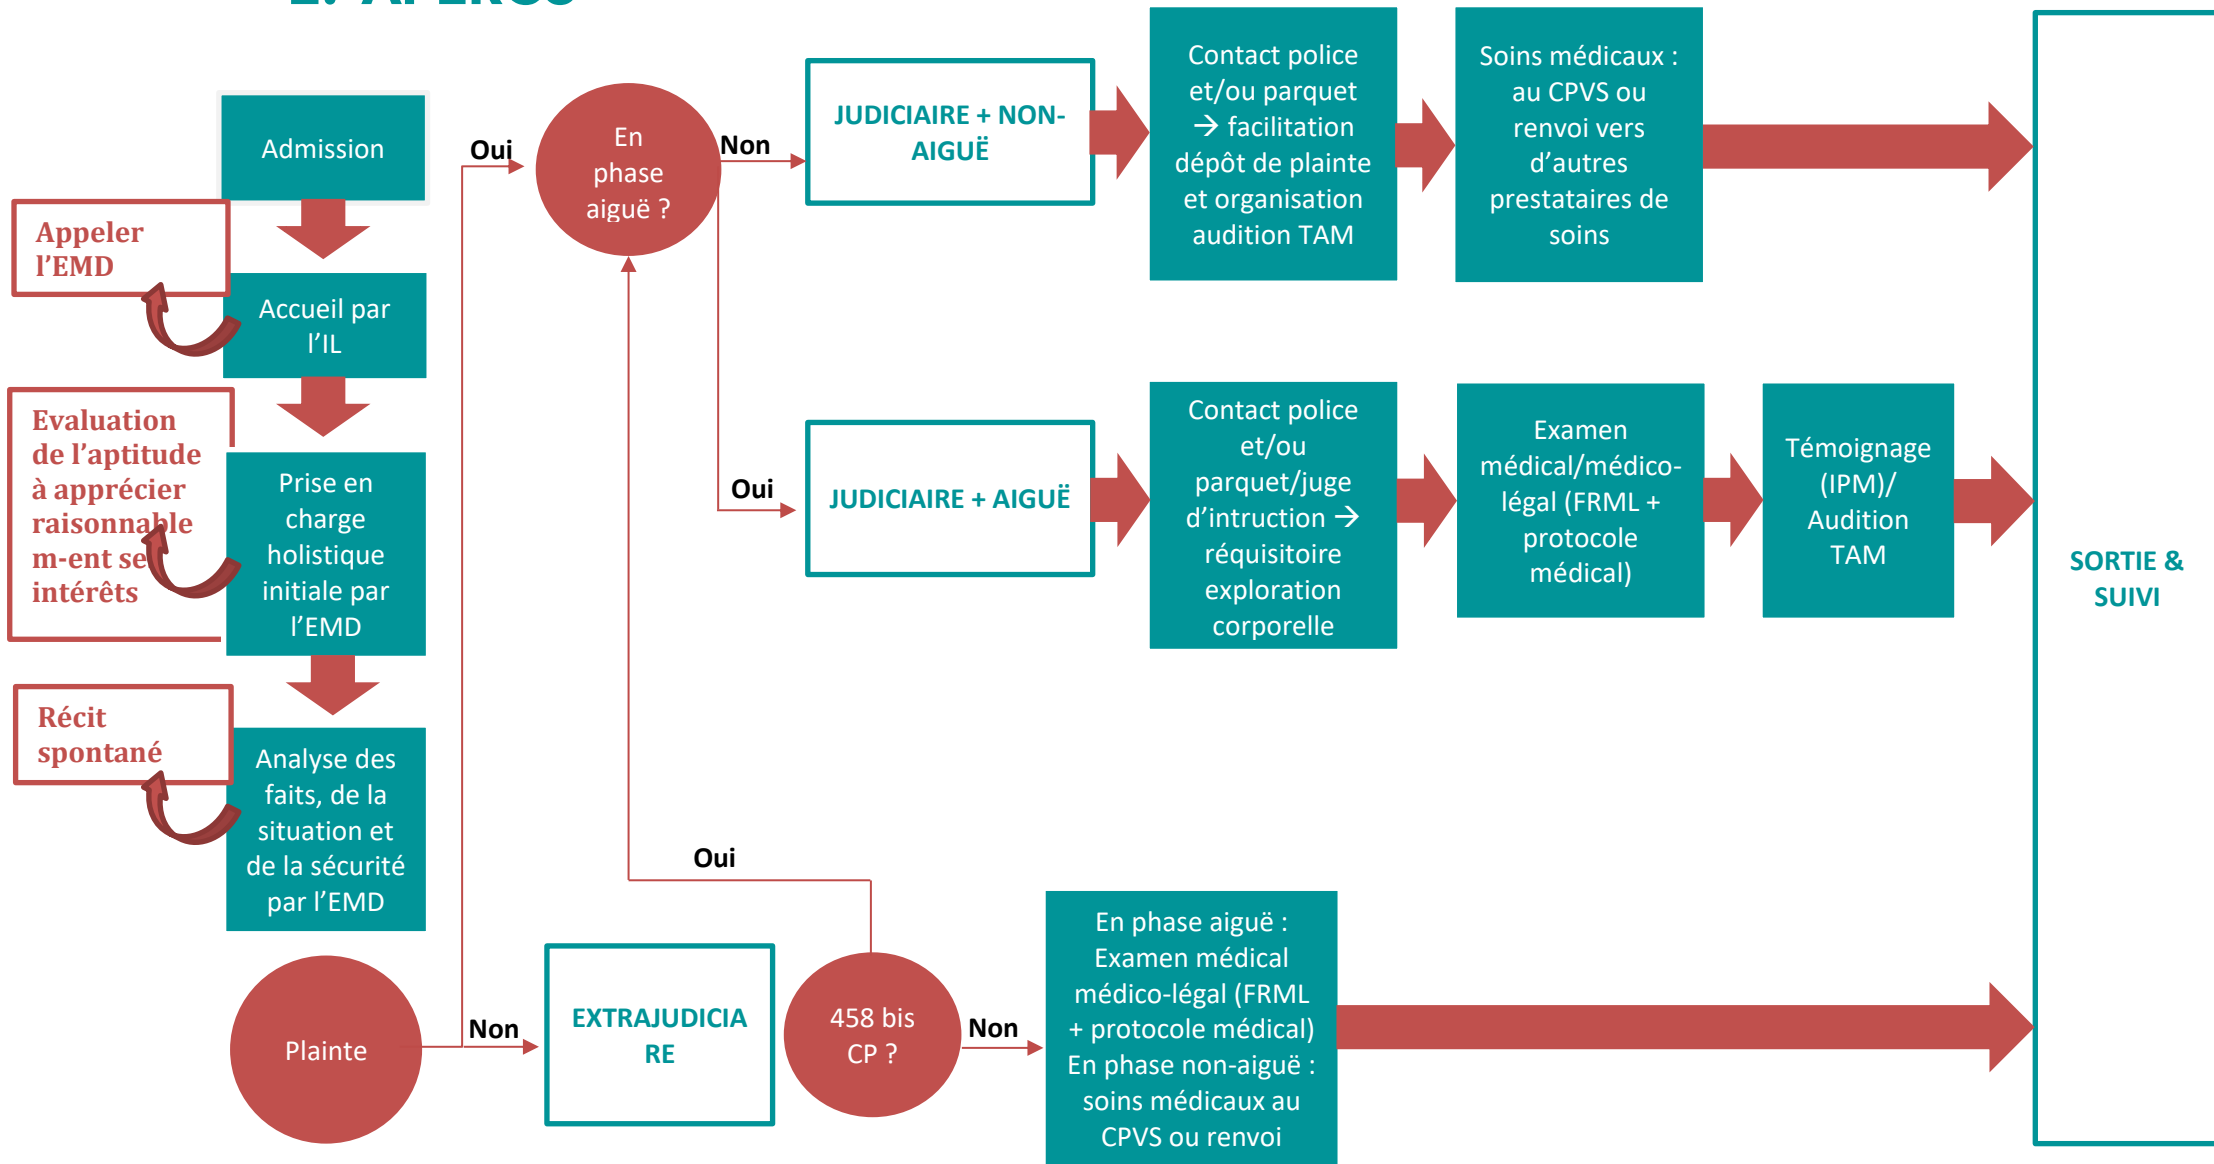 2. APERÇU
Admission
Appeler
l’EMD
Accueil par
l’IL
Evaluation
de l’aptitude
à apprécier
raisonnable
m-ent se
intérêts
Prise en
charge
holistique
initiale par
l’EMD
Récit
spontané
Analyse des
faits, de la
situation et
de la sécurité
par l’EMD
Plainte
Oui
Non
En
phase
aiguë ?
Non
Oui
Oui
EXTRAJUDICIA
RE
458 bis
CP ?
Non
JUDICIAIRE + NON-
AIGUË
Contact police
et/ou parquet
→ facilitation
dépôt de plainte
et organisation
audition TAM
Soins médicaux :
au CPVS ou
renvoi vers
d’autres
prestataires de
soins
JUDICIAIRE + AIGUË
Contact police
et/ou
parquet/juge
d’intruction →
réquisitoire
exploration
corporelle
Examen
médical/médico-
légal (FRML +
protocole
médical)
Témoignage
(IPM)/
Audition
TAM
En phase aiguë :
Examen médical
médico-légal (FRML
+ protocole médical)
En phase non-aiguë :
soins médicaux au
CPVS ou renvoi
SORTIE &
SUIVI